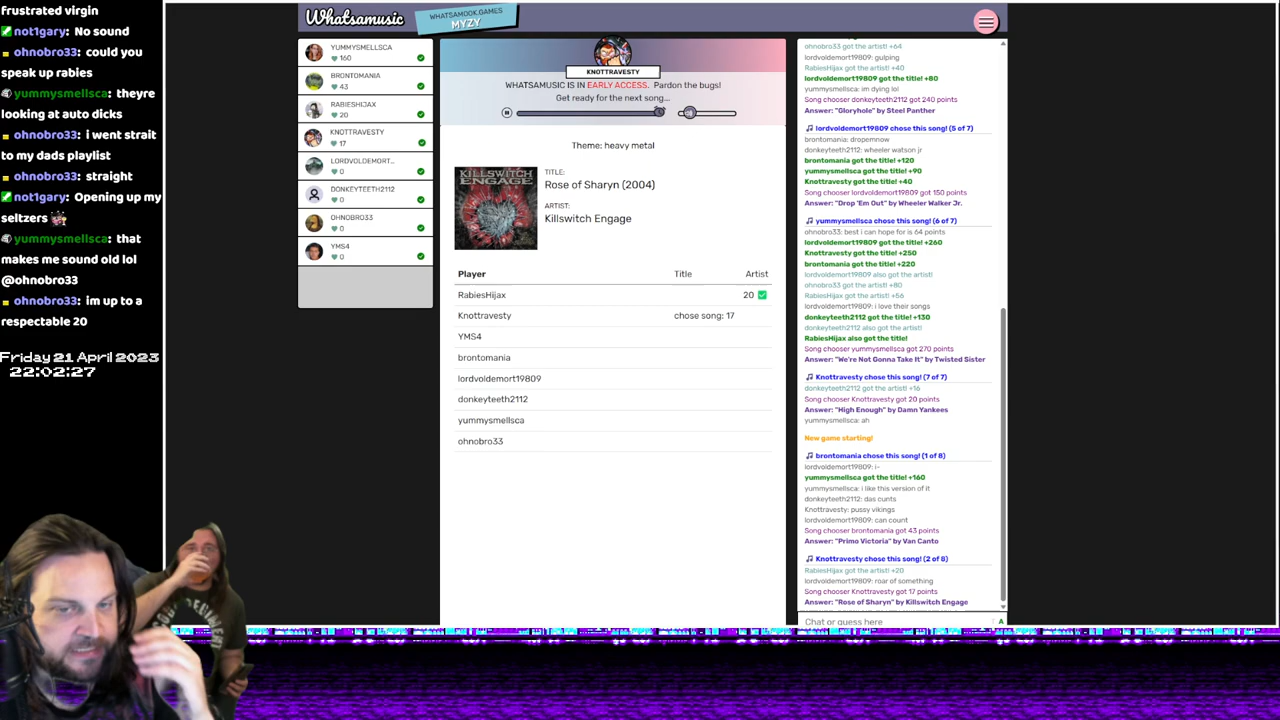 frustrated virgin
not1gary: No sound
ohnobro33: could you
speak up rabies
yummymellsca: theyre
losing steam
ohnobro33: i went strait
to my dads paylist
ohnobro33: straight
not1gary: Opened my
seltzers
yummysmellsca: that
makes me sound older
@ohnobro33
ohnobro33: im up to a
respectable 20
Friday 21 April 23
22:02:27
Whatsamusic
WHATSAMOOK.GAMES
MYZY
YUMMYSMELLSCA
160
BRONTOMANIA
43
RABIESHIJAX
20
KNOTTRAVESTY
17
LORDVOLDEMORT...
0
DONKEYTEETH2112
0
OHNOBRO33
0
YMS4
0
KNOTTRAVESTY
WHATSAMUSIC IS IN EARLY ACCESS. Pardon the bugs!
Get ready for the next song...
Theme: heavy metal
KILLSWITCH
ENGAGE
TITLE:
Rose of Sharyn (2004)
ARTIST:
Killswitch Engage
Player Title Artist
RabiesHijax 20
Knottravesty chose song: 17
YMS4
brontomania
lordvoldemort19809
donkeyteeth2112
yummysmellsca
ohnobro33
ohnobro33 got the artist! +64
lordvoldemort19809: gulping
RabiesHijax got the artist! +40
lordvoldemort19809 got the title! +80
yummysmellsca: im dying lol
Song chooser donkeyteeth2112 got 240 points
Answer: "Gloryhole" by Steel Panther
lordvoldemort19809 chose this song! (5 of 7)
brontomania: dropemnow
donkeyteeth2112: wheeler watson jr
brontomania got the title! +120
yummysmellsca got the title! +90
Knottravesty got the title! +40
Song chooser lordvoldemort19809 got 150 points
Answer: "Drop 'Em Out" by Wheeler Walker Jr.
yummysmellsca chose this song! (6 of 7)
ohnobro33: best i can hope for is 64 points
lordvoldemort19809 got the title! +260
Knottravesty got the title! +250
brontomania got the title! +220
lordvoldemort19809 also got the artist!
ohnobro33 got the artist! +80
RabiesHijax got the artist! +56
lordvoldemort19809: i love their songs
donkeyteeth2112 got the title! +130
donkeyteeth2112 also got the artist!
RabiesHijax also got the title!
Song chooser yummysmellsca got 270 points
Answer: "We're Not Gonna Take It" by Twisted Sister
Knottravesty chose this song! (7 of 7)
donkeyteeth2112 got the artist! +16
Song chooser Knottravesty got 20 points
Answer: "High Enough" by Damn Yankees
yummysmellsca: ah
New game starting!
brontomania chose this song! (1 of 8)
lordvoldemort19809: i-
yummysmellsca got the title! +160
yummysmellsca: i like this version of it
donkeyteeth2112: das cunts
Knottravesty: pussy vikings
lordvoldemort19809: can count
Song chooser brontomania got 43 points
Answer: "Primo Victoria" by Van Canto
Knottravesty chose this song! (2 of 8)
RabiesHijax got the artist! +20
lordvoldemort19809: roar of something
Song chooser Knottravesty got 17 points
Answer: "Rose of Sharyn" by Killswitch Engage
Chat or guess here
A